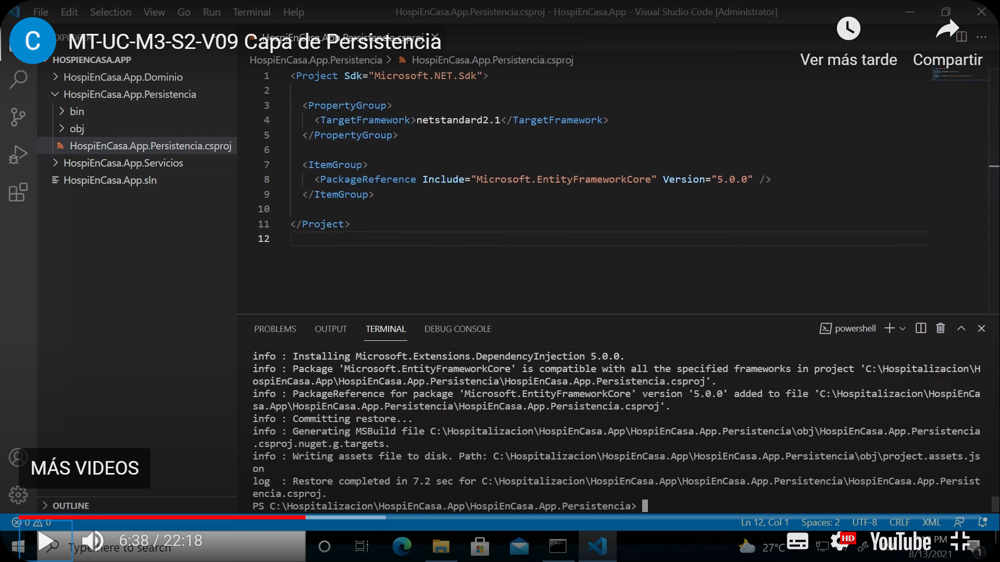 File Edit Selection View Go Run Terminal Help
HospiEnCasa.App.Persistencia.csproj - HospiEnCasa.App - Visual Studio Code [Administrator]
C
MT-UC-M3-S2-V09 Capa de Persistencia
EXPLORER
HospiEnCasa.App.Persistencia.csproj
Ver más tarde
Compartir
HOSPIENCASA.APP
HospiEnCasa.App.Dominio
HospiEnCasa.App.Persistencia
bin
obj
HospiEnCasa.App.Persistencia.csproj
HospiEnCasa.App.Servicios
HospiEnCasa.App.sln
OUTLINE
MÁS VIDEOS
HospiEnCasa.App.Persistencia > HospiEnCasa.App.Persistencia.csproj
1 <Project Sdk="Microsoft.NET.Sdk">
2
3 <PropertyGroup>
4 <TargetFramework>netstandard2.1</TargetFramework>
5 </PropertyGroup>
6
7 <ItemGroup>
8 <PackageReference Include="Microsoft.EntityFrameworkCore" Version="5.0.0" />
9 </ItemGroup>
10
11 </Project>
12
PROBLEMS OUTPUT TERMINAL DEBUG CONSOLE
powershell
info : Installing Microsoft.Extensions.DependencyInjection 5.0.0.
info : Package 'Microsoft.EntityFrameworkCore' is compatible with all the specified frameworks in project 'C:\Hospitalizacion\H
ospiEnCasa.App\HospiEnCasa.App.Persistencia\HospiEnCasa.App.Persistencia.csproj'.
info : PackageReference for package 'Microsoft.EntityFrameworkCore' version '5.0.0' added to file 'C:\Hospitalizacion\HospiEnCa
sa.App\HospiEnCasa.App.Persistencia\HospiEnCasa.App.Persistencia.csproj'.
info : Committing restore...
info : Generating MSBuild file C:\Hospitalizacion\HospiEnCasa.App\HospiEnCasa.App.Persistencia\obj\HospiEnCasa.App.Persistencia
.csproj.nuget.g.targets.
info : Writing assets file to disk. Path: C:\Hospitalizacion\HospiEnCasa.App\HospiEnCasa.App.Persistencia\obj\project.assets.js
on
log  : Restore completed in 7.2 sec for C:\Hospitalizacion\HospiEnCasa.App\HospiEnCasa.App.Persistencia\HospiEnCasa.App.Persist
encia.csproj.
PS C:\Hospitalizacion\HospiEnCasa.App\HospiEnCasa.App.Persistencia>
0 0
Ln 12, Col 1 Spaces: 2 UTF-8 CRLF XML
6:38 / 22:18
Type here to search
27°C
HD
YouTube
PM
8/13/2021
1